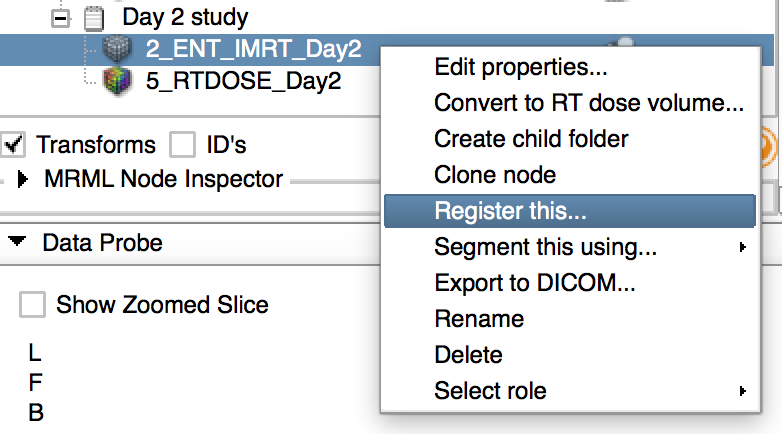 Day 2 study
2_ENT_IMRT_Day2
5_RTDOSE_Day2
Transforms
ID's
MRML Node Inspector
Data Probe
Show Zoomed Slice
L
F
B
Edit properties...
Convert to RT dose volume...
Create child folder
Clone node
Register this...
Segment this using...
Export to DICOM...
Rename
Delete
Select role